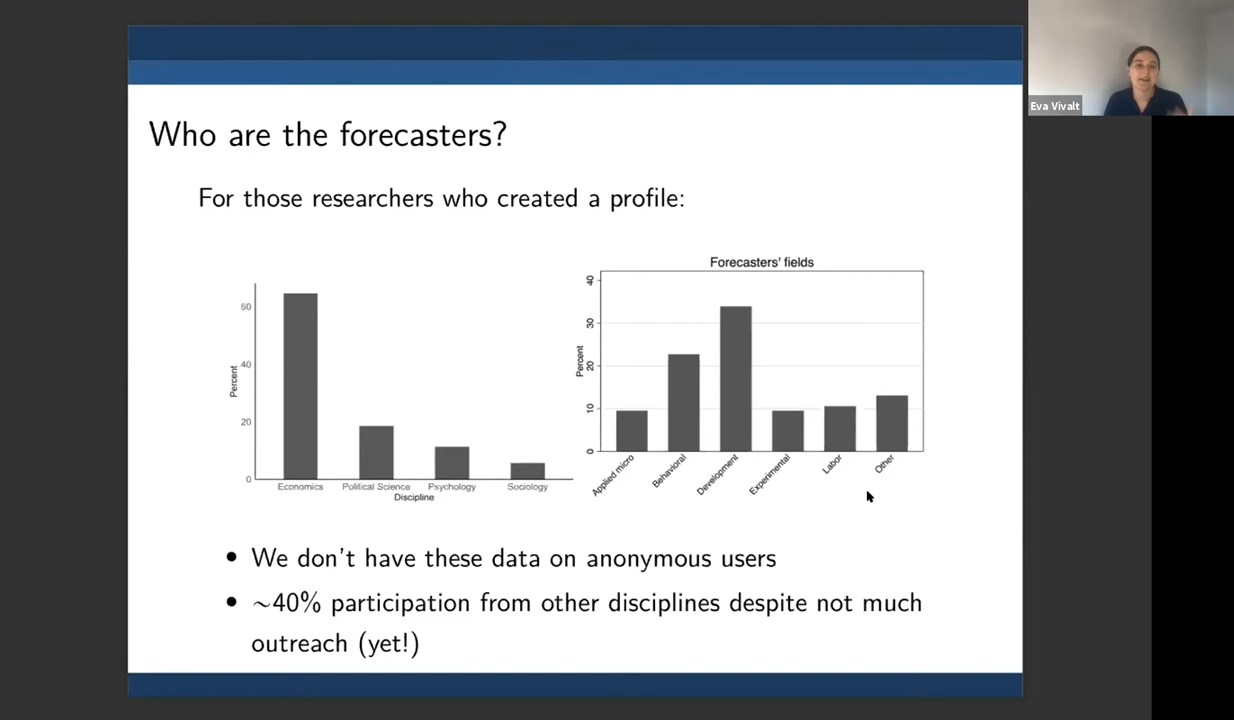 Eva Vivalt
Who are the forecasters?
For those researchers who created a profile:
60
40
20
0
Percent
Economics
Political Science
Psychology
Sociology
Discipline
Forecasters' fields
40
30
20
10
0
Percent
Applied micro
Behavioral
Development
Experimental
Labor
Other
• We don't have these data on anonymous users
• ~40% participation from other disciplines despite not much
outreach (yet!)